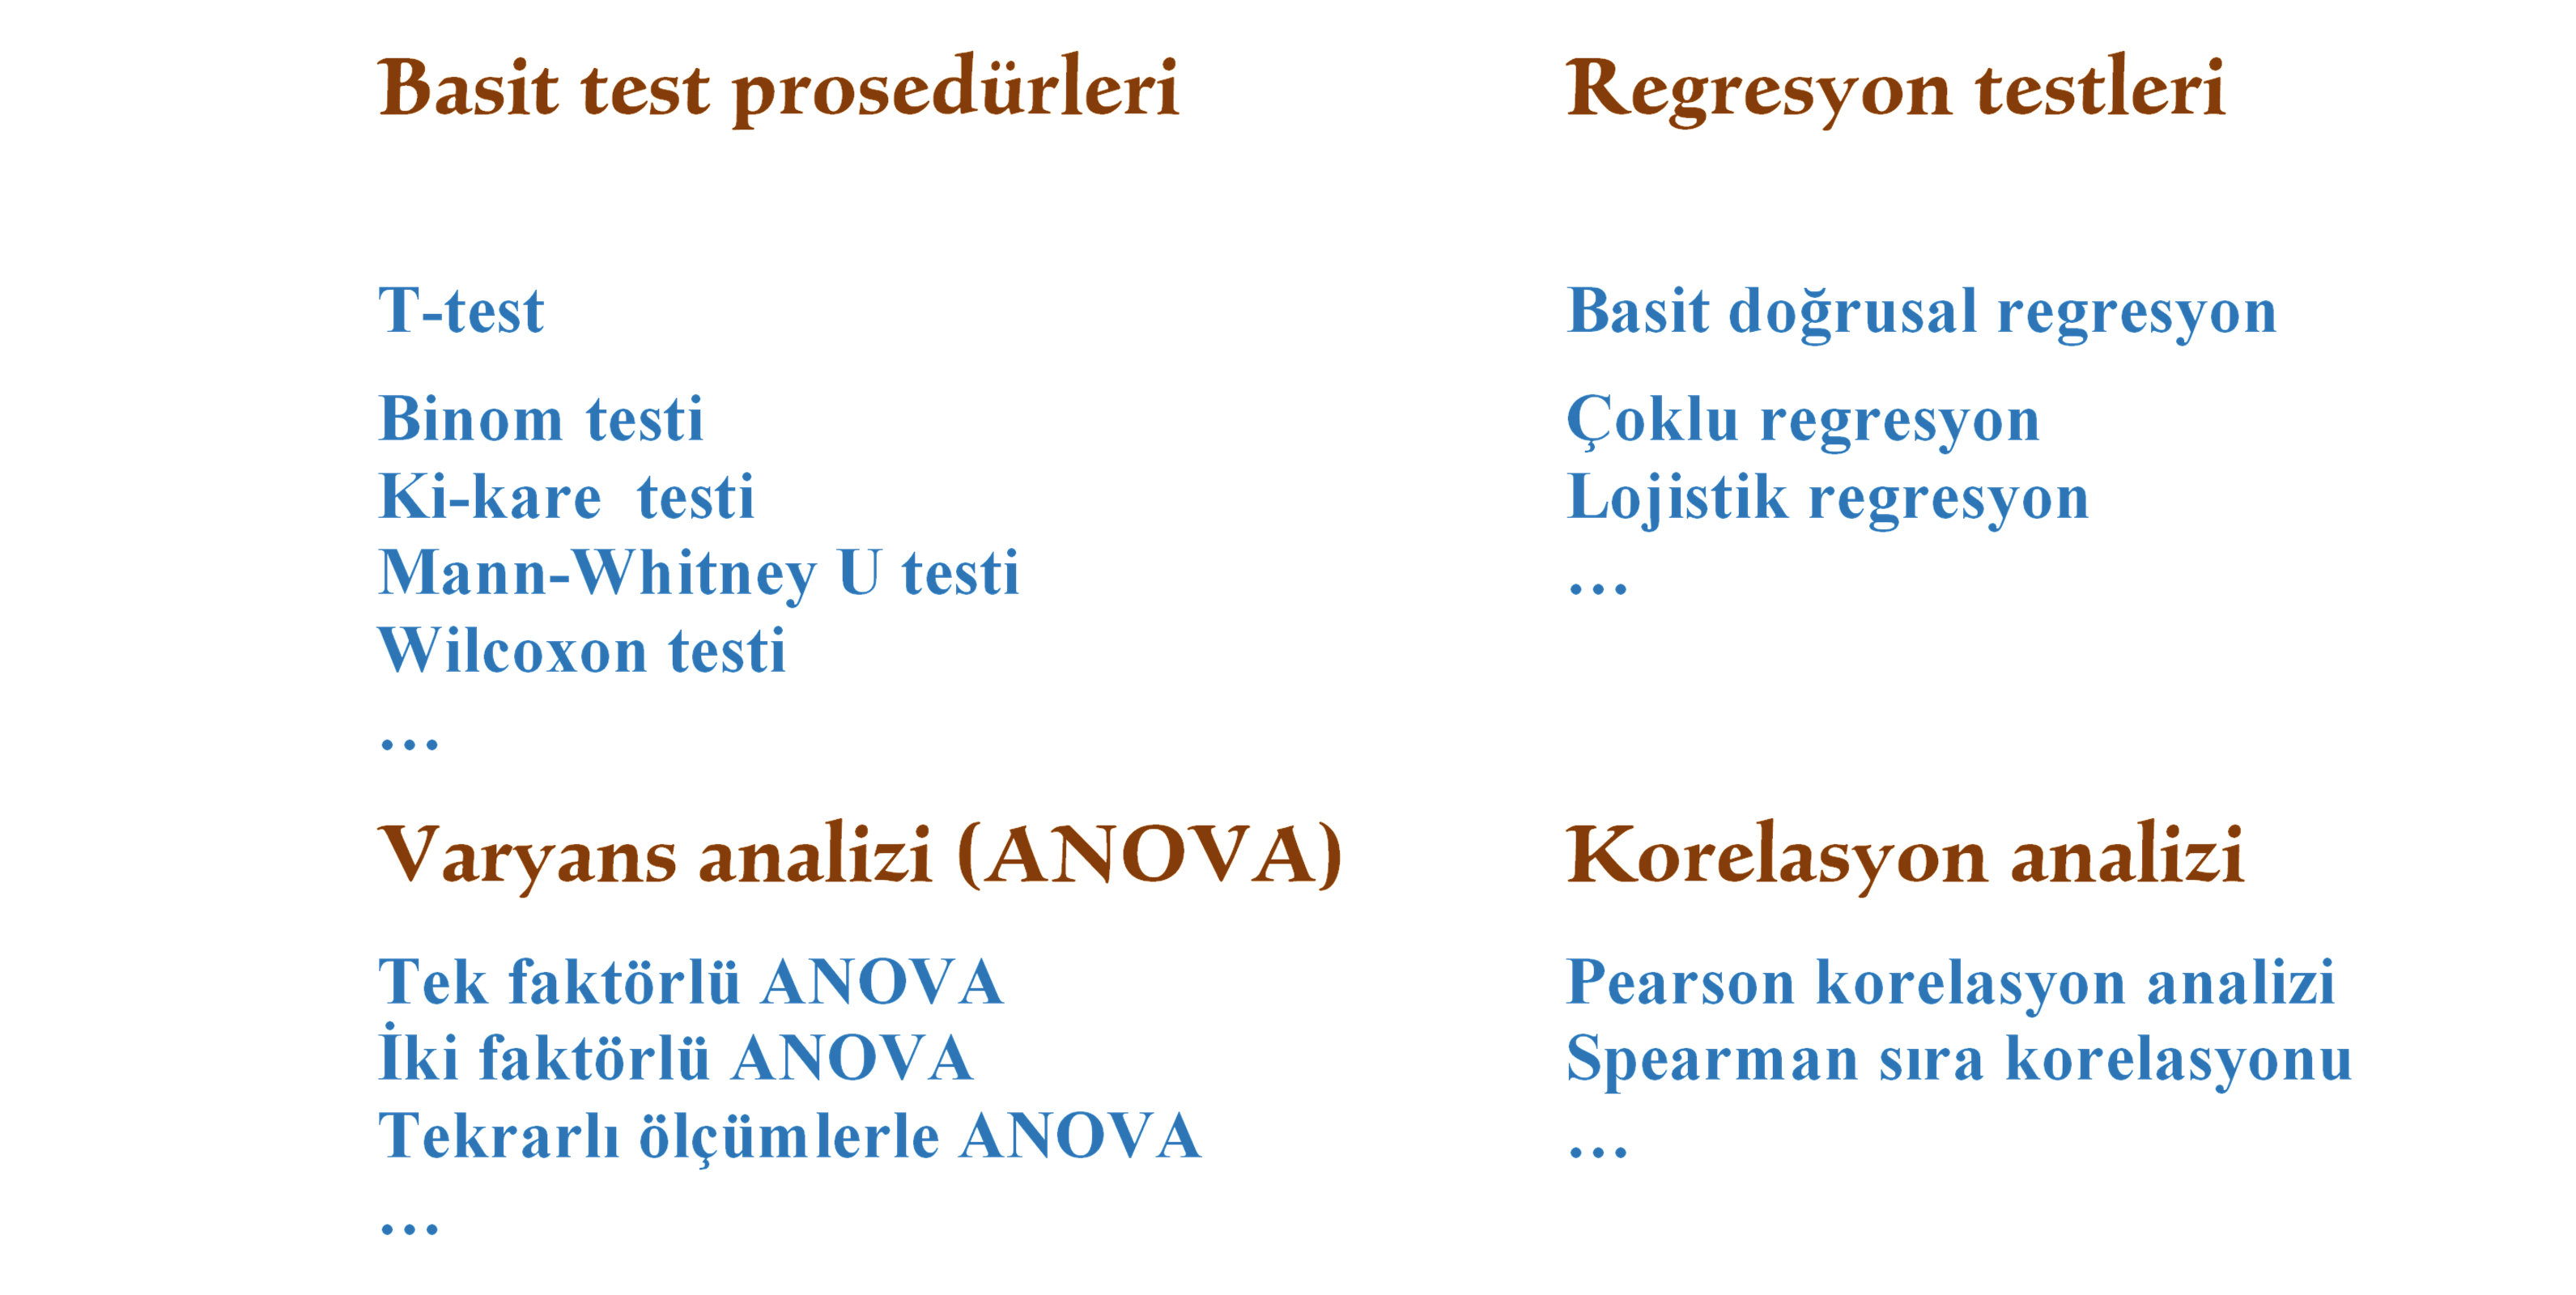 Basit test prosedürleri
T-test
Binom testi
Ki-kare  testi
Mann-Whitney U testi
Wilcoxon testi
…
Regresyon testleri
Basit doğrusal regresyon
Çoklu regresyon
Lojistik regresyon
…
Varyans analizi (ANOVA)
Tek faktörlü ANOVA
İki faktörlü ANOVA
Tekrarlı ölçümlerle ANOVA
…
Korelasyon analizi
Pearson korelasyon analizi
Spearman sıra korelasyonu
…